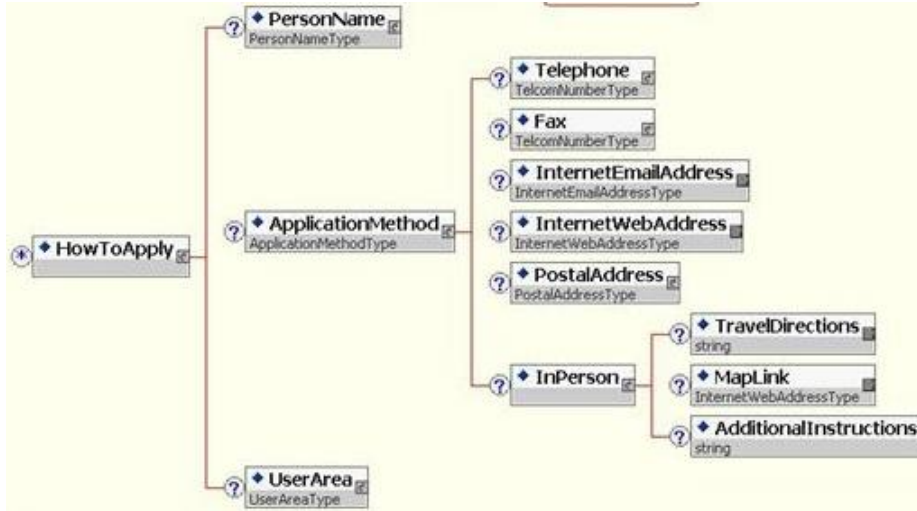 PersonName
PersonNameType
Telephone
TelcomNumberType
Fax
TelcomNumberType
InternetEmailAddress
InternetEmailAddressType
ApplicationMethod
ApplicationMethodType
InternetWebAddress
InternetWebAddressType
HowToApply
PostalAddress
PostalAddressType
InPerson
TravelDirections
string
MapLink
InternetWebAddressType
AdditionalInstructions
string
UserArea
UserAreaType